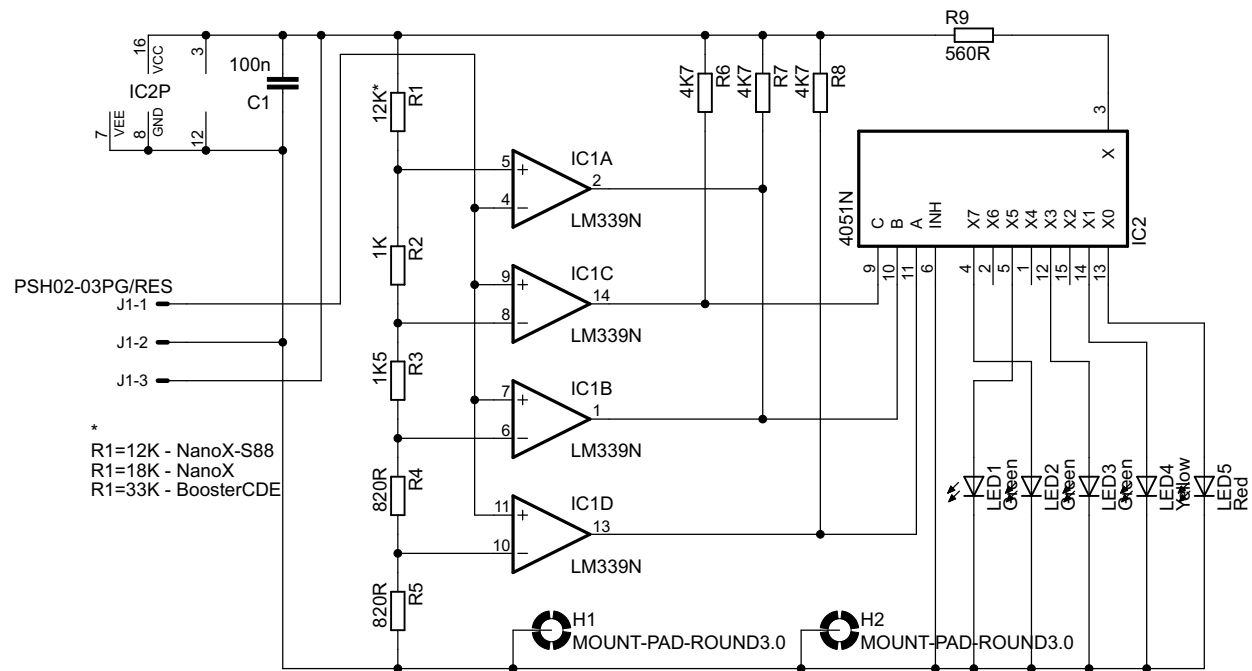 R9
560R
16
VCC
3
100n
IC2P
C1
7
VEE
8
GND
12
12K*
R1
4K7
R6
4K7
R7
4K7
R8
3
X
4051N
C
B
A
INH
X7
X6
X5
X4
X3
X2
X1
X0
IC2
9
10
11
6
4
2
5
1
12
15
14
13
5
4
+
−
IC1A
2
LM339N
1K
R2
9
8
+
−
IC1C
14
LM339N
PSH02-03PG/RES
J1-1
J1-2
J1-3
1K5
R3
7
6
+
−
IC1B
1
LM339N
*
R1=12K - NanoX-S88
R1=18K - NanoX
R1=33K - BoosterCDE
820R
R4
11
10
+
−
IC1D
13
LM339N
LED1
Green
LED2
Green
LED3
Green
LED4
Yellow
LED5
Red
820R
R5
H1
MOUNT-PAD-ROUND3.0
H2
MOUNT-PAD-ROUND3.0